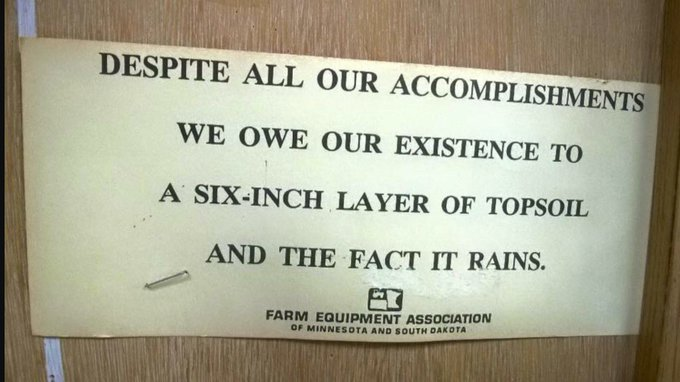 DESPITE ALL OUR ACCOMPLISHMENTS
WE OWE OUR EXISTENCE TO
A SIX-INCH LAYER OF TOPSOIL
AND THE FACT IT RAINS.
FARM EQUIPMENT ASSOCIATION
OF MINNESOTA AND SOUTH DAKOTA